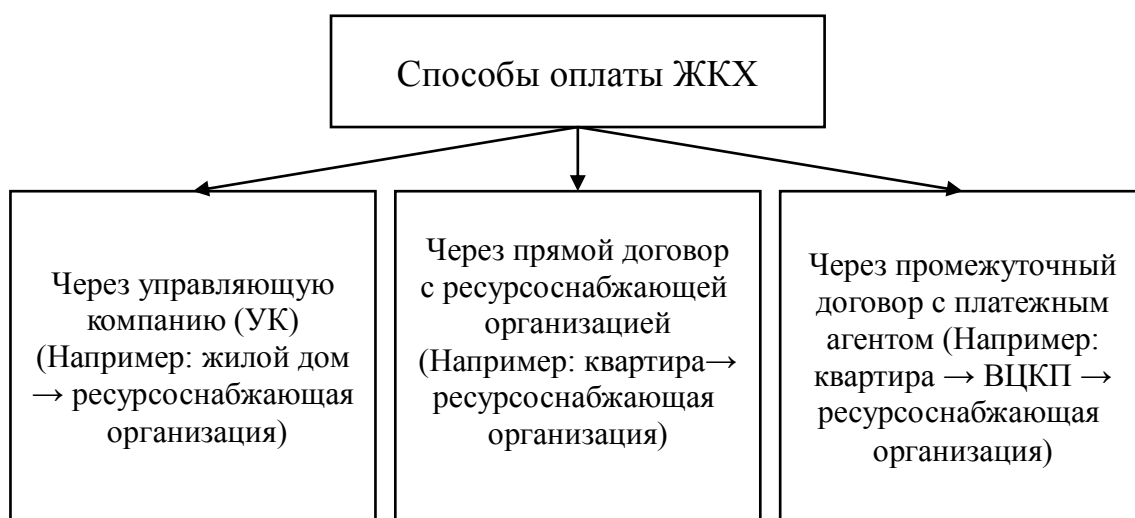 Способы оплаты ЖКХ
Через управляющую
компанию (УК)
(Например: жилой дом
→ ресурсоснабжающая
организация)
Через прямой договор
с ресурсоснабжающей
организацией
(Например: квартира→
ресурсоснабжающая
организация)
Через промежуточный
договор с платежным
агентом (Например:
квартира → ВЦКП →
ресурсоснабжающая
организация)